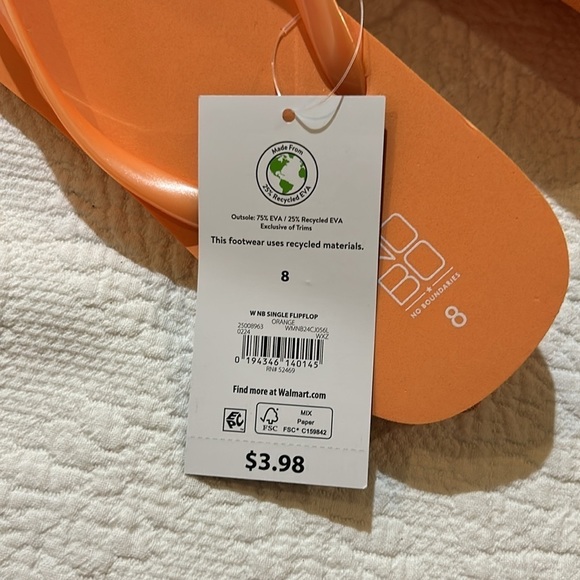 Made From
25% Recycled EVA
Outsole: 75% EVA / 25% Recycled EVA
Exclusive of Trims
This footwear uses recycled materials.
8
W NB SINGLE FLIPFLOP
ORANGE
25008963 WMNB24CJ056L
0224 WXZ
0 194346 140145
RN# 52469
Find more at Walmart.com
EPC
FSC
MIX
Paper
FSC® C159842
$3.98
NO
BO
NO BOUNDARIES
8